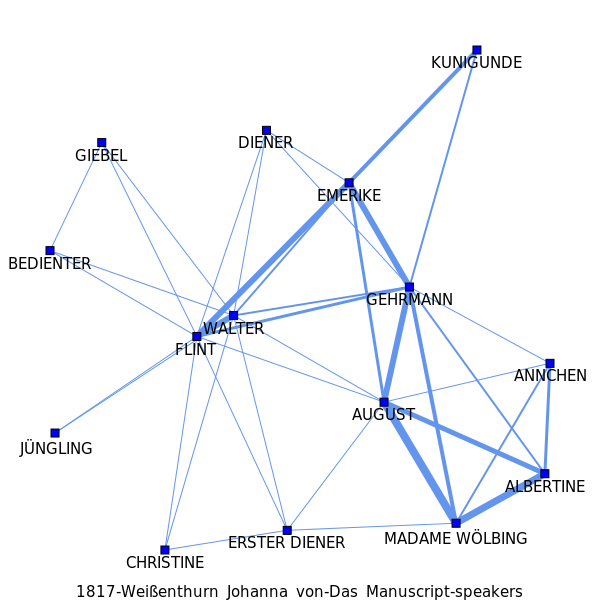 KUNIGUNDE
DIENER
GIEBEL
EMERIKE
BEDIENTER
GEHRMANN
WALTER
FLINT
ANNCHEN
AUGUST
JÜNGLING
ALBERTINE
MADAME WÖLBING
ERSTER DIENER
CHRISTINE
1817-Weißenthurn Johanna von-Das Manuscript-speakers